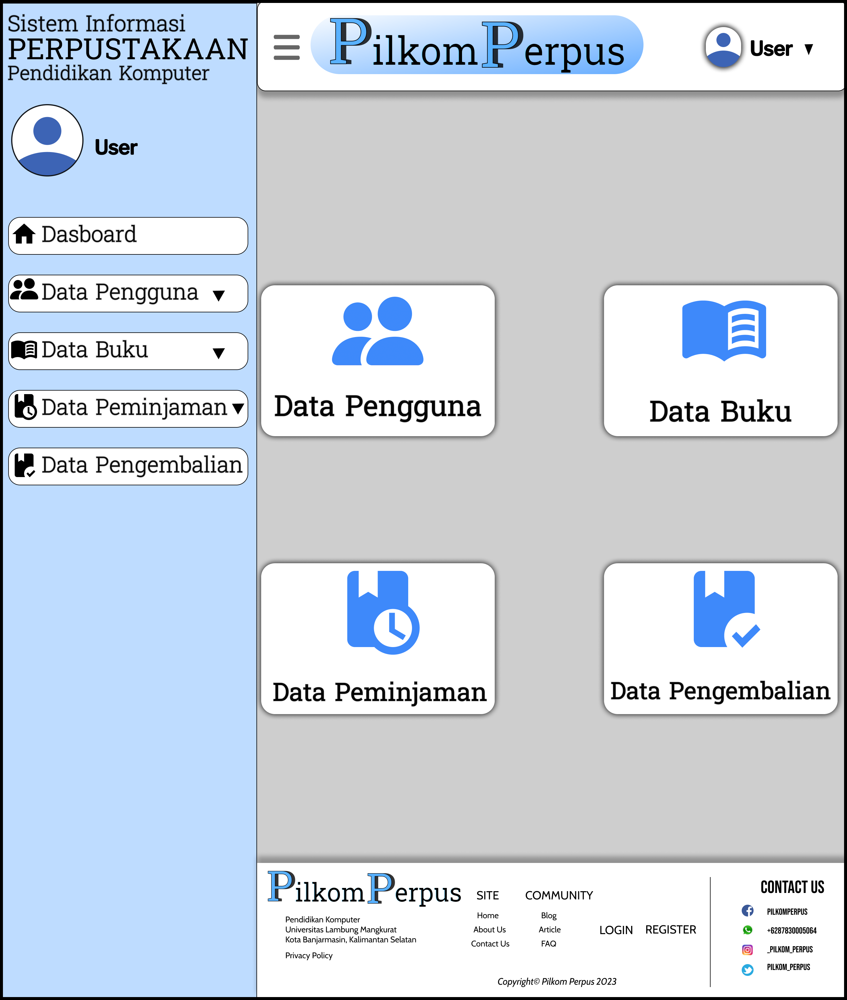 Sistem Informasi
PERPUSTAKAAN
Pendidikan Komputer
User
Dasboard
Data Pengguna
Data Buku
Data Peminjaman
Data Pengembalian
PilkomPerpus
User
Data Pengguna
Data Buku
Data Peminjaman
Data Pengembalian
PilkomPerpus
Pendidikan Komputer
Universitas Lambung Mangkurat
Kota Banjarmasin, Kalimantan Selatan
Privacy Policy
SITE
Home
About Us
Contact Us
COMMUNITY
Blog
Article
FAQ
LOGIN
REGISTER
Copyright© Pilkom Perpus 2023
CONTACT US
PILKOMPERPUS
+6287830005064
_PILKOM_PERPUS
PILKOM_PERPUS